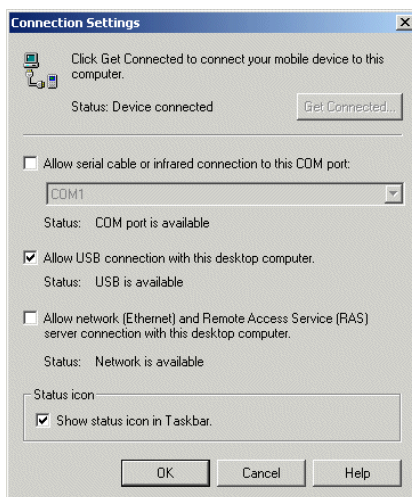 Connection Settings
Click Get Connected to connect your mobile device to this
computer.
Status: Device connected
Get Connected...
Allow serial cable or infrared connection to this COM port:
COM1
Status: COM port is available
Allow USB connection with this desktop computer.
Status: USB is available
Allow network (Ethernet) and Remote Access Service (RAS)
server connection with this desktop computer.
Status: Network is available
Status icon
Show status icon in Taskbar.
OK Cancel Help